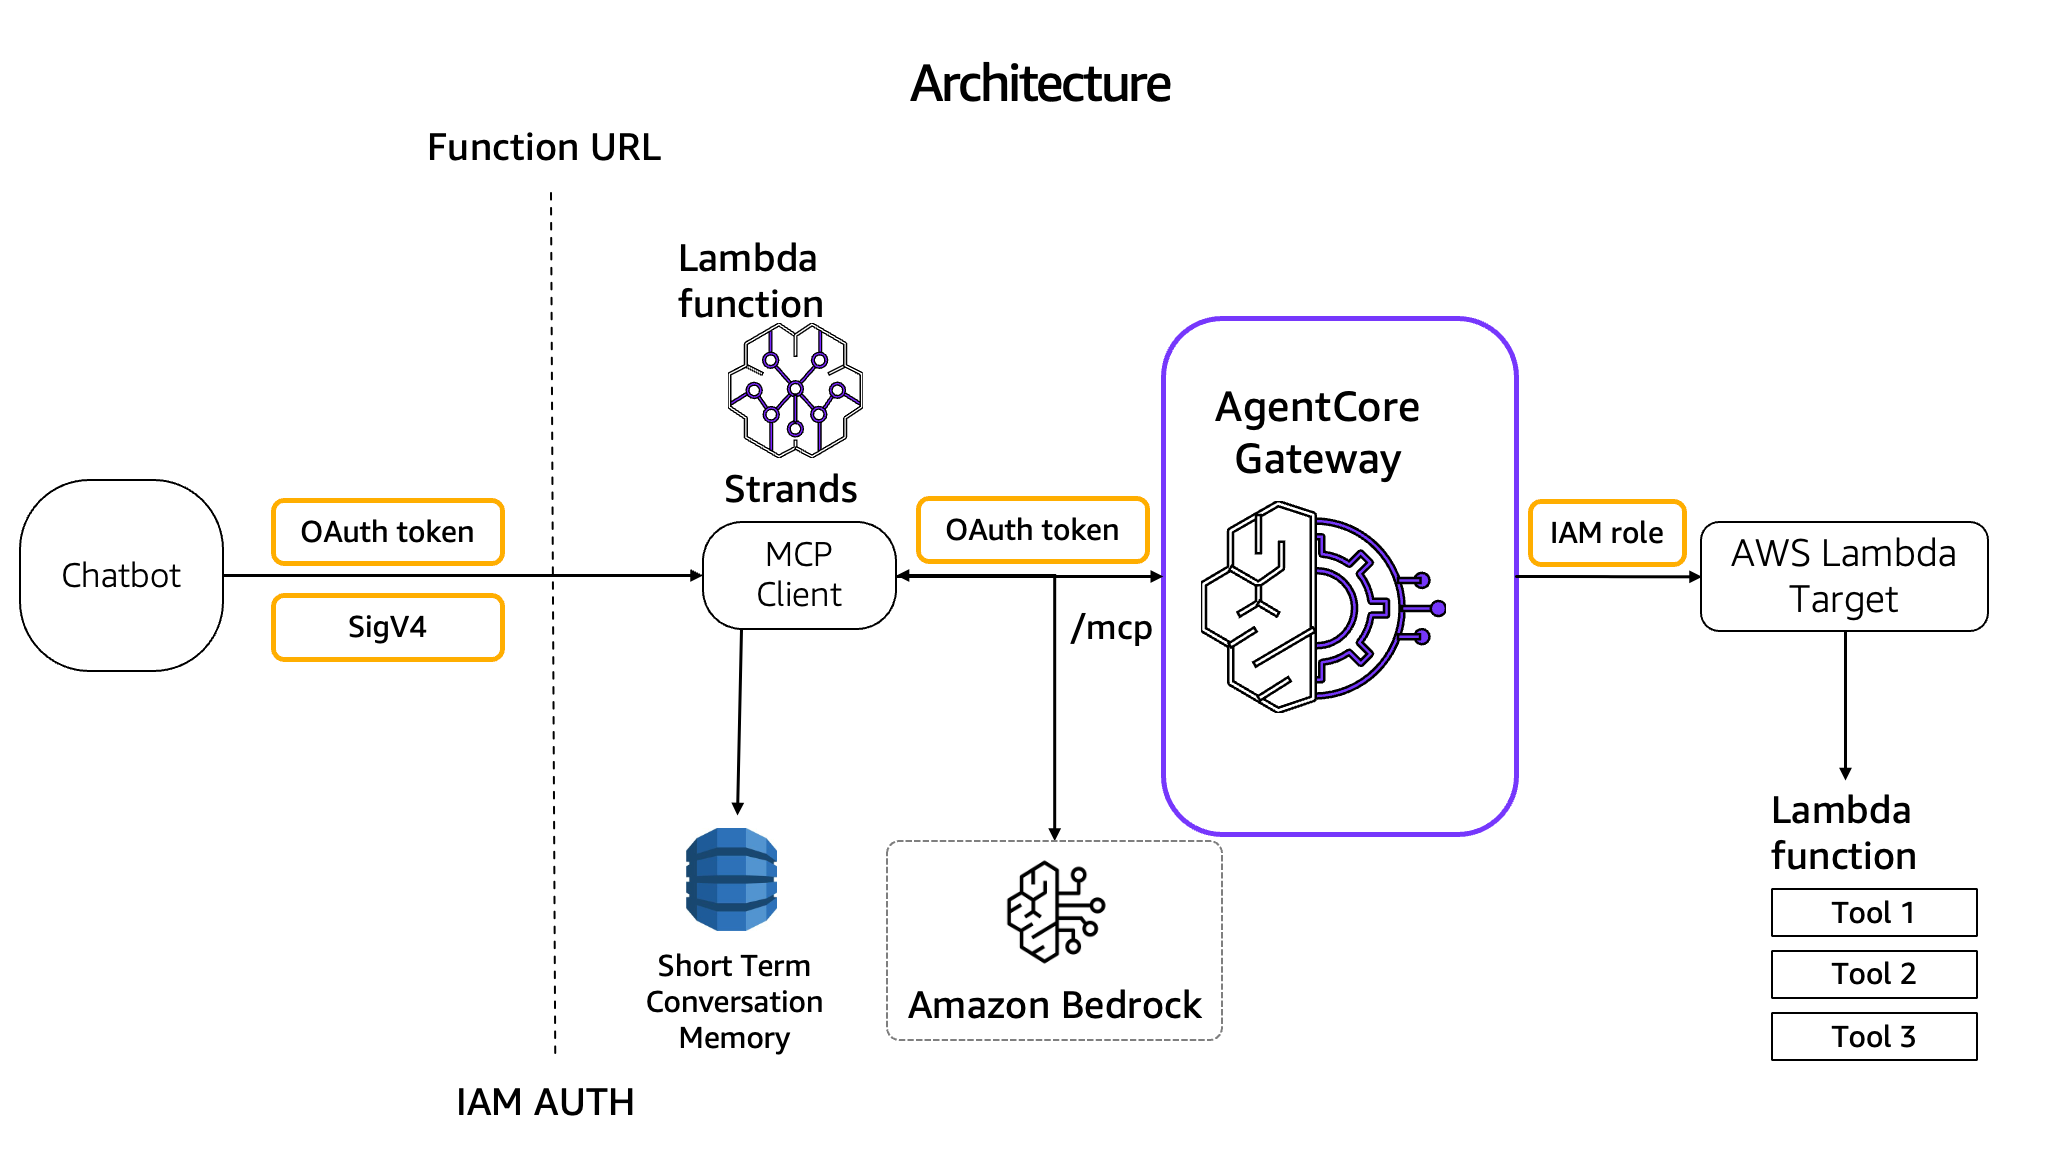 Architecture
Function URL
Lambda
function
Strands
Chatbot
OAuth token
SigV4
MCP
Client
OAuth token
/mcp
AgentCore
Gateway
IAM role
AWS Lambda
Target
Short Term
Conversation
Memory
Amazon Bedrock
Lambda
function
Tool 1
Tool 2
Tool 3
IAM AUTH